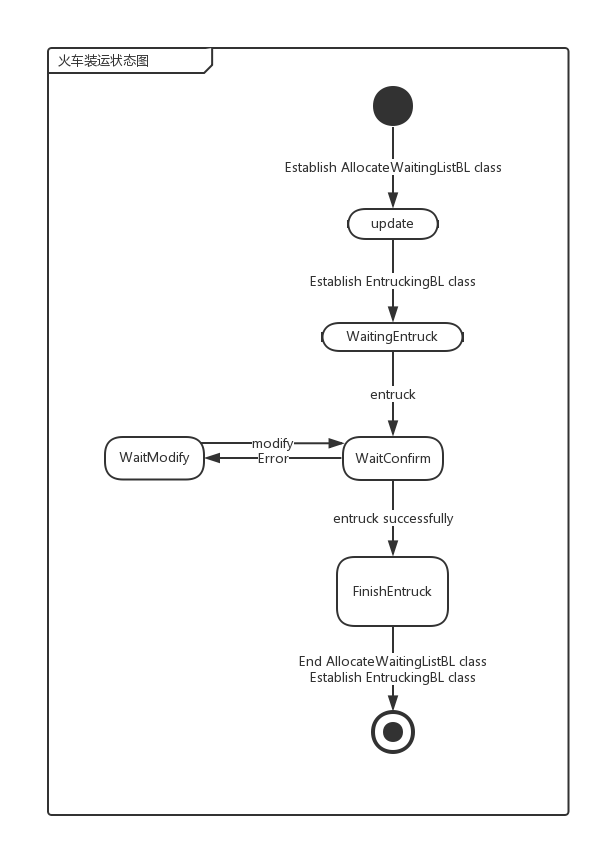 火车装运状态图
Establish AllocateWaitingListBL class
update
Establish EntruckingBL class
WaitingEntruck
entruck
modify
WaitModify
Error
WaitConfirm
entruck successfully
FinishEntruck
End AllocateWaitingListBL class
Establish EntruckingBL class